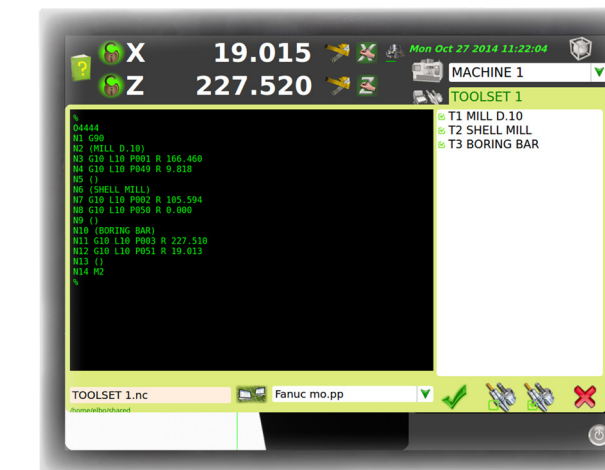 X 19.015
Mon Oct 27 2014 11:22:04
Z 227.520
MACHINE 1
TOOLSET 1
%
O4444
N1 G90
N2 (MILL D.10)
N3 G10 L10 P001 R 166.460
N4 G10 L10 P049 R 9.818
N5 ()
N6 (SHELL MILL)
N7 G10 L10 P002 R 105.594
N8 G10 L10 P050 R 0.000
N9 ()
N10 (BORING BAR)
N11 G10 L10 P003 R 227.510
N12 G10 L10 P051 R 19.013
N13 ()
N14 M2
%
T1 MILL D.10
T2 SHELL MILL
T3 BORING BAR
TOOLSET 1.nc
Fanuc mo.pp
/home/elbo/shared